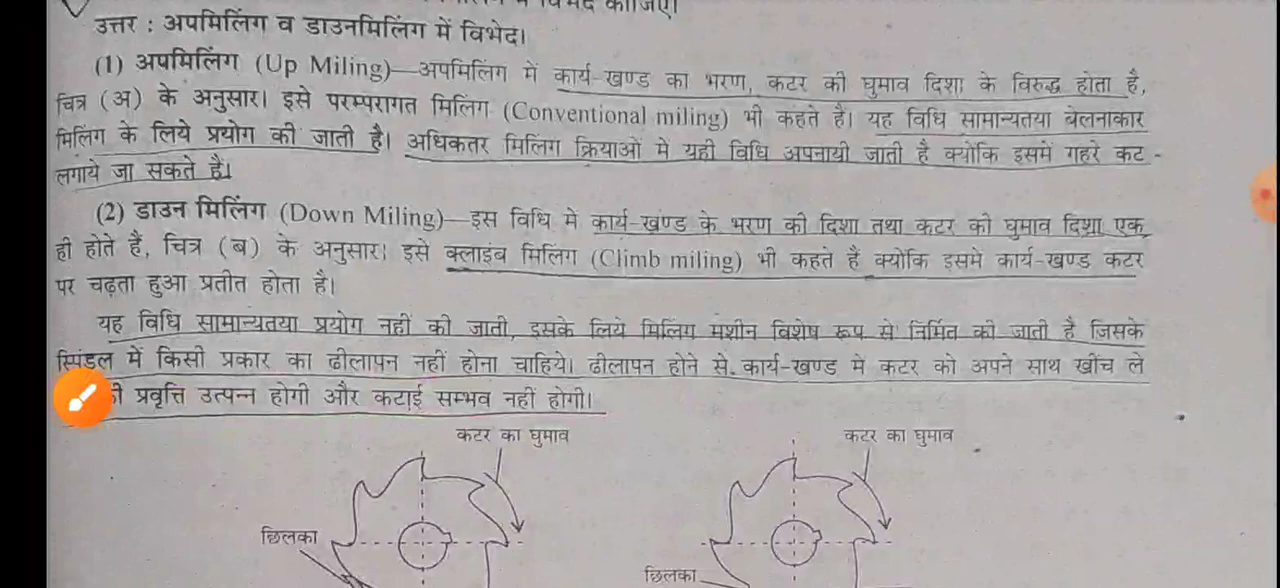 में विभेद कीजिए।
उत्तर : अपमिलिंग व डाउनमिलिंग में विभेद।
(1) अपमिलिंग (Up Miling)—अपमिलिंग में कार्य-खण्ड का भरण, कटर की घुमाव दिशा के विरुद्ध होता है,
चित्र (अ) के अनुसार। इसे परम्परागत मिलिंग (Conventional miling) भी कहते है। यह विधि सामान्यतया बेलनाकार
मिलिंग के लिये प्रयोग की जाती है। अधिकतर मिलिंग क्रियाओं मे यही विधि अपनायी जाती है क्योंकि इसमें गहरे कट
लगाये जा सकते है।
(2) डाउन मिलिंग (Down Miling)—इस विधि मे कार्य-खण्ड के भरण की दिशा तथा कटर की घुमाव दिशा एक
ही होते है, चित्र (ब) के अनुसार। इसे क्लाइंब मिलिंग (Climb miling) भी कहते है क्योंकि इसमे कार्य-खण्ड कटर
पर चढ़ता हुआ प्रतीत होता है।
यह विधि सामान्यतया प्रयोग नही की जाती, इसके लिये मिलिंग मशीन विशेष रूप से निर्मित की जाती है जिसके
स्पिंडल में किसी प्रकार का ढीलापन नहीं होना चाहिये। ढीलापन होने से कार्य-खण्ड मे कटर को अपने साथ खींच ले
की प्रवृत्ति उत्पन्न होगी और कटाई सम्भव नहीं होगी।
कटर का घुमाव
कटर का घुमाव
छिलका
छिलका